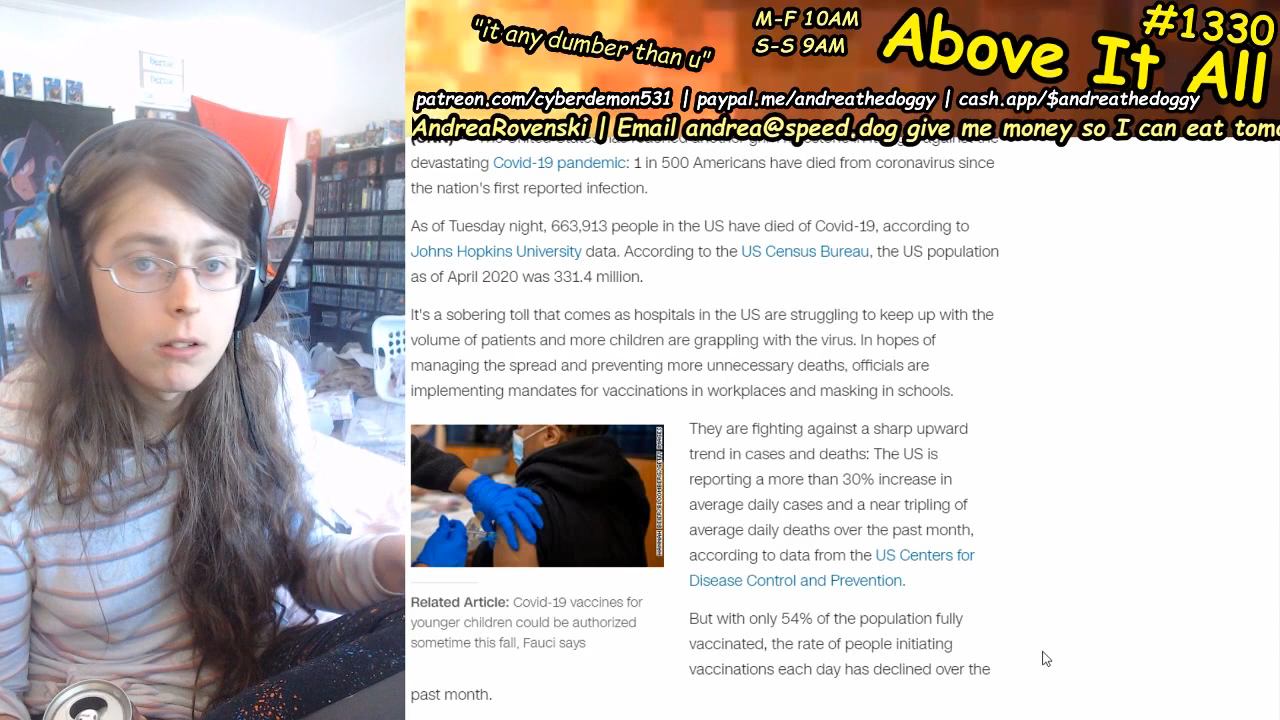 "it any dumber than u"
M-F 10AM
S-S 9AM
Above It All
#1330
patreon.com/cyberdemon531 | paypal.me/andreathedoggy | cash.app/$andreathedoggy
AndreaRovenski | Email andrea@speed.dog give me money so I can eat toma
devastating Covid-19 pandemic: 1 in 500 Americans have died from coronavirus since
the nation's first reported infection.
As of Tuesday night, 663,913 people in the US have died of Covid-19, according to
Johns Hopkins University data. According to the US Census Bureau, the US population
as of April 2020 was 331.4 million.
It's a sobering toll that comes as hospitals in the US are struggling to keep up with the
volume of patients and more children are grappling with the virus. In hopes of
managing the spread and preventing more unnecessary deaths, officials are
implementing mandates for vaccinations in workplaces and masking in schools.
They are fighting against a sharp upward
trend in cases and deaths: The US is
reporting a more than 30% increase in
average daily cases and a near tripling of
average daily deaths over the past month,
according to data from the US Centers for
Disease Control and Prevention.
Related Article: Covid-19 vaccines for
younger children could be authorized
sometime this fall, Fauci says
But with only 54% of the population fully
vaccinated, the rate of people initiating
vaccinations each day has declined over the
past month.